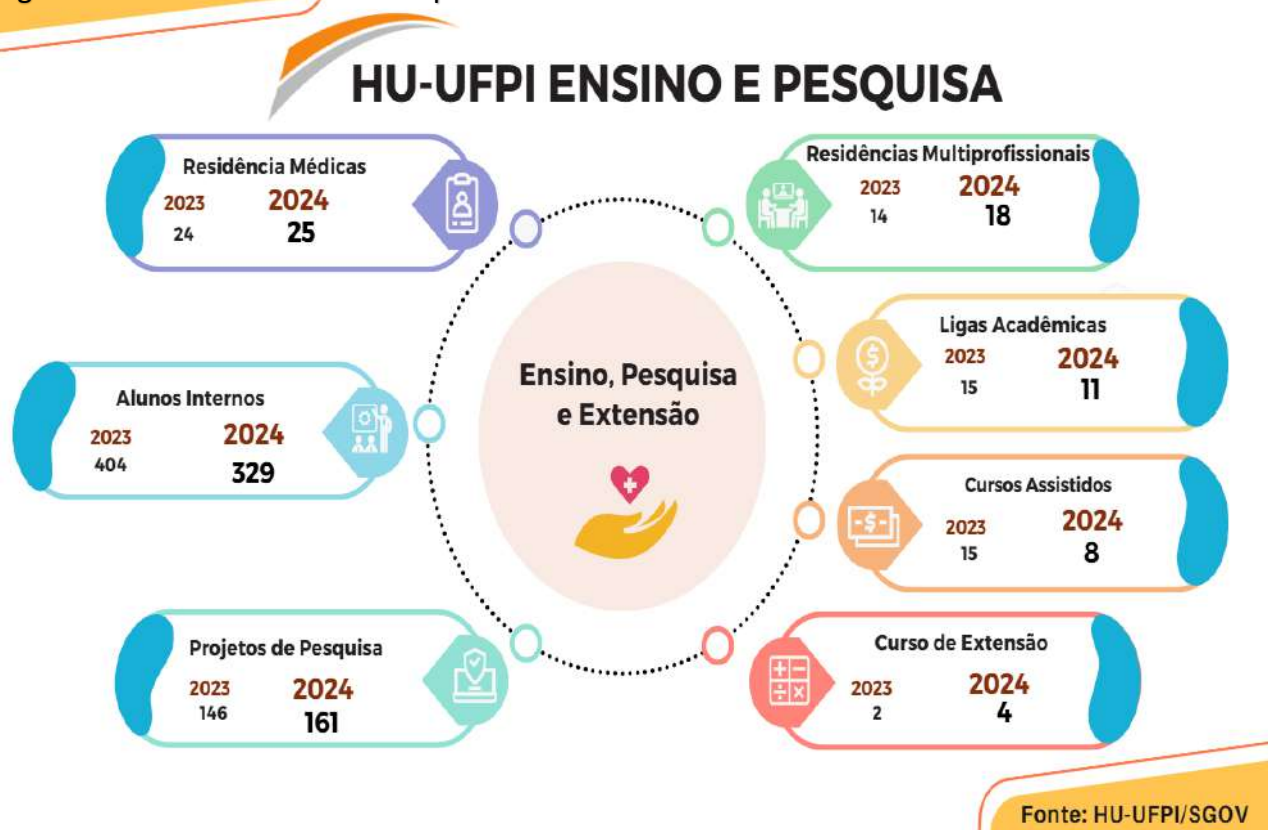 HU-UFPI ENSINO E PESQUISA
Residência Médicas
2023 2024
24 25
Residências Multiprofissionais
2023 2024
14 18
Ligas Acadêmicas
2023 2024
15 11
Alunos Internos
2023 2024
404 329
Ensino, Pesquisa
e Extensão
Cursos Assistidos
2023 2024
15 8
Projetos de Pesquisa
2023 2024
146 161
Curso de Extensão
2023 2024
2 4
Fonte: HU-UFPI/SGOV